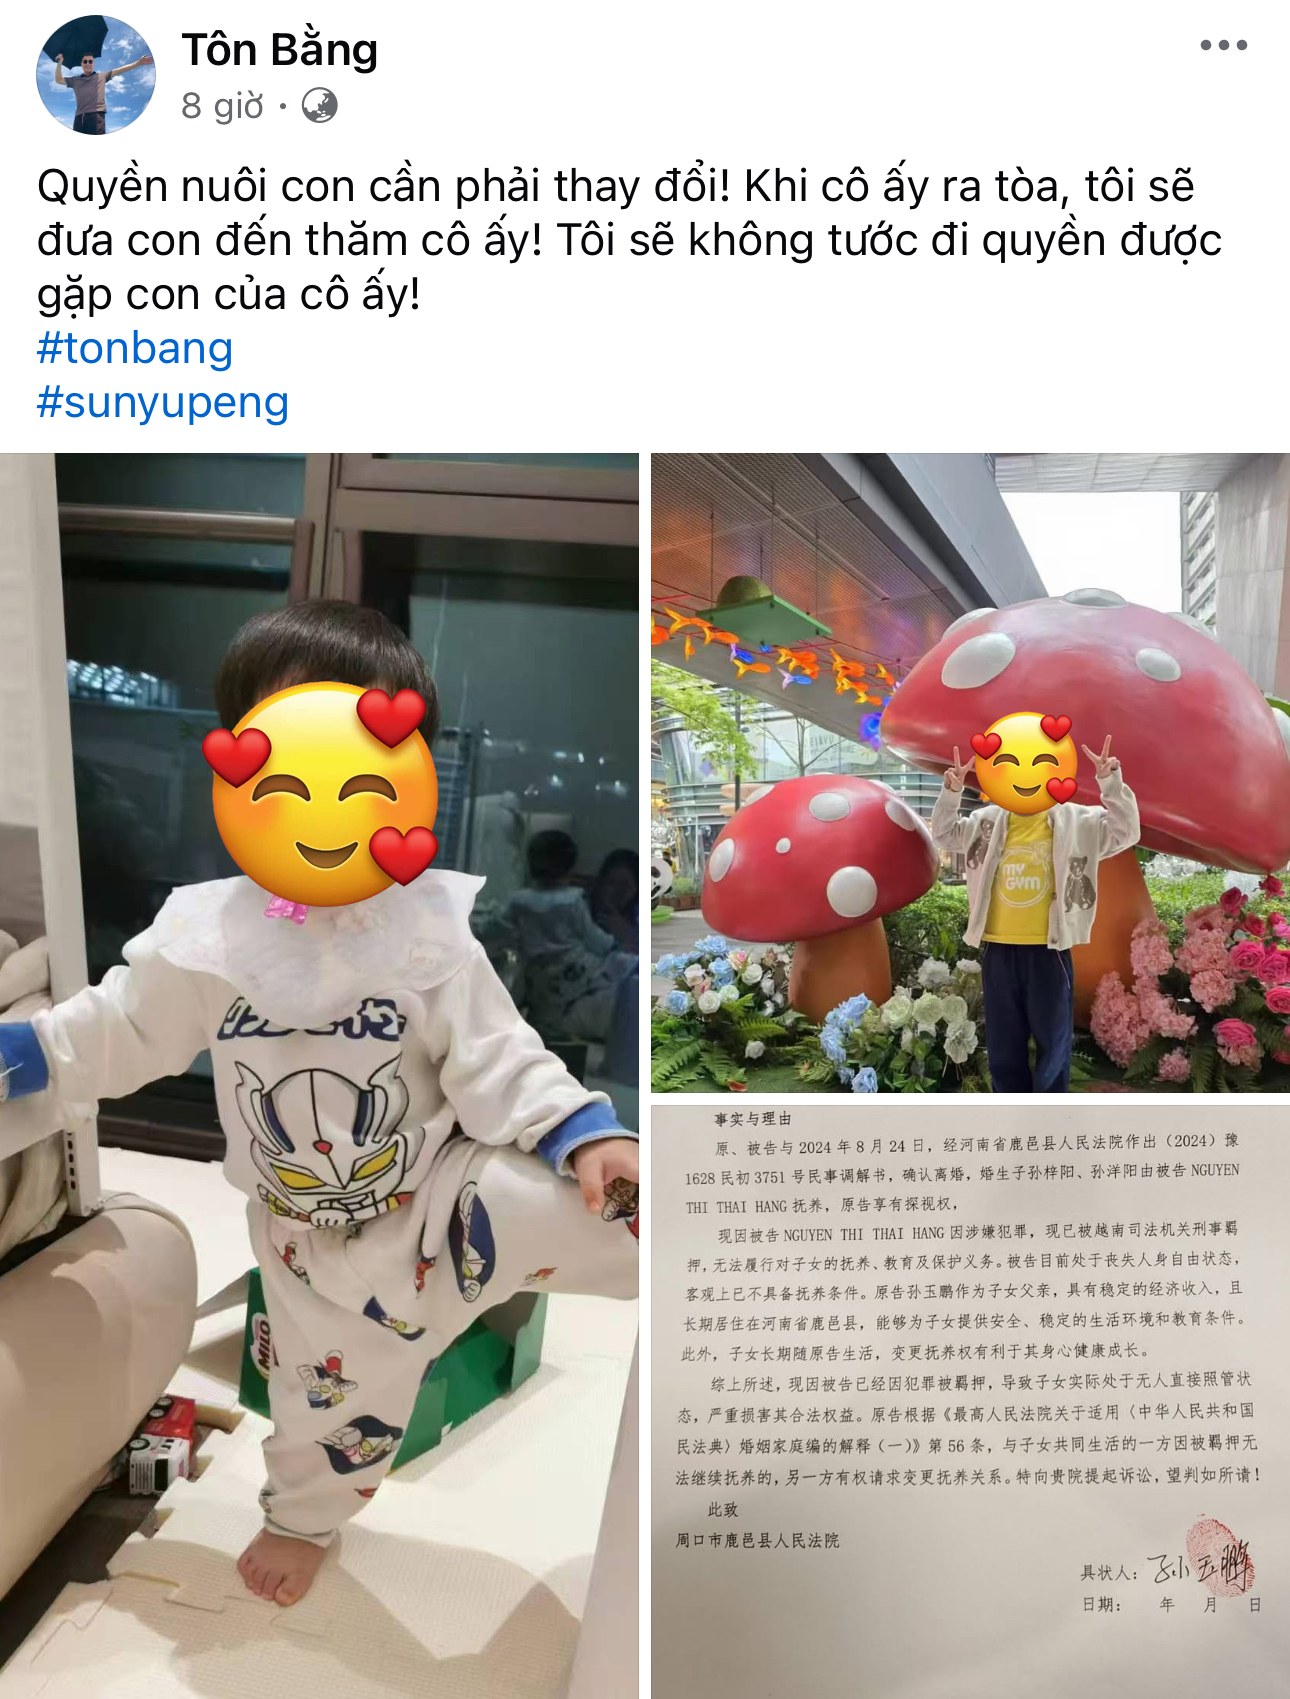 Tôn Bằng
8 giờ ·
Quyền nuôi con cần phải thay đổi! Khi cô ấy ra tòa, tôi sẽ
đưa con đến thăm cô ấy! Tôi sẽ không tước đi quyền được
gặp con của cô ấy!
#tonbang
#sunyupeng
MILO
MY
GYM
事实与理由
原、被告与 2024 年 8 月 24 日，经河南省鹿邑县人民法院作出（2024）豫
1628 民初 3751 号民事调解书，确认离婚，婚生子孙梓阳、孙洋阳由被告 NGUYEN
THI THAI HANG 抚养，原告享有探视权，
现因被告 NGUYEN THI THAI HANG 因涉嫌犯罪，现已被越南司法机关刑事羁
押，无法履行对子女的抚养、教育及保护义务。被告目前处于丧失人身自由状态，
客观上已不具备抚养条件。原告孙玉鹏作为子女父亲，具有稳定的经济收入，且
长期居住在河南省鹿邑县，能够为子女提供安全、稳定的生活环境和教育条件。
此外，子女长期随原告生活，变更抚养权有利于其身心健康成长。
综上所述，现因被告已经因犯罪被羁押，导致子女实际处于无人直接照管状
态，严重损害其合法权益。原告根据《最高人民法院关于适用〈中华人民共和国
民法典〉婚姻家庭编的解释（一）》第 56 条，与子女共同生活的一方因被羁押无
法继续抚养的，另一方有权请求变更抚养关系。特向贵院提起诉讼，望判如所请！
此致
周口市鹿邑县人民法院
具状人：孙玉鹏
日期： 年 月 日